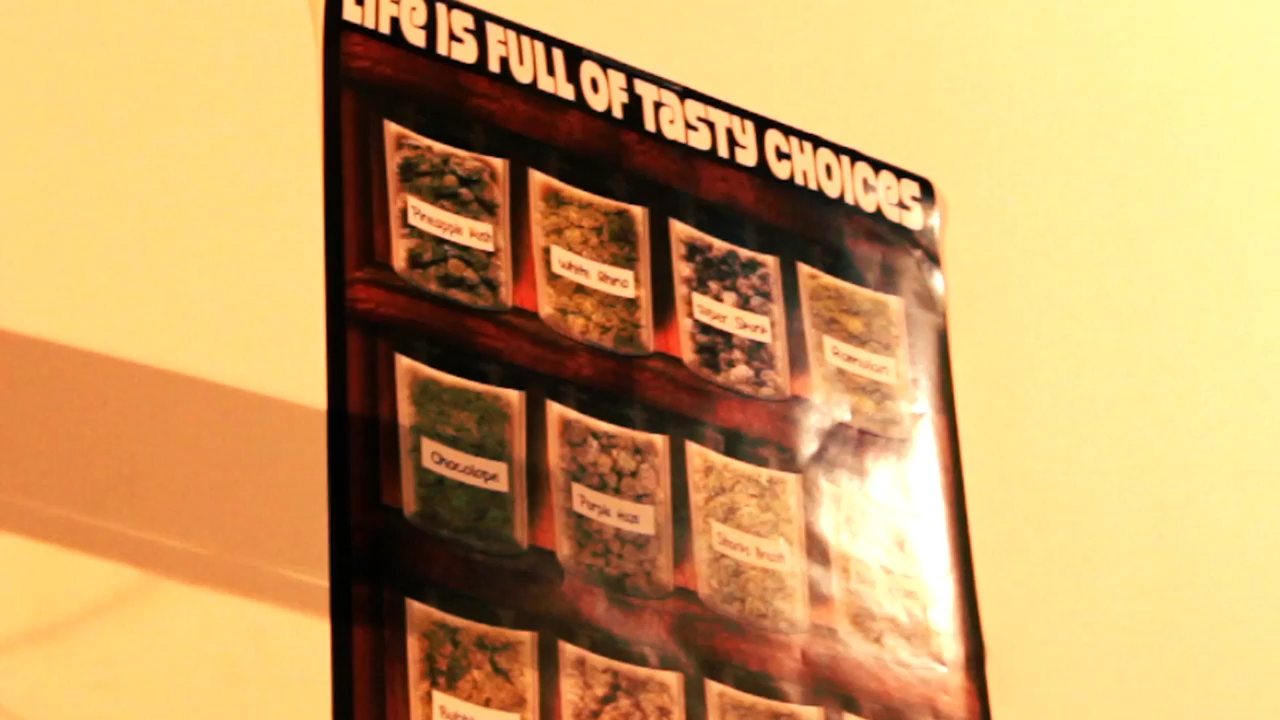 LIFE IS FULL OF TASTY CHOICES
Pineapple Kush
White Rhino
Super Skunk
Romulan
Chocolope
Purple Haze